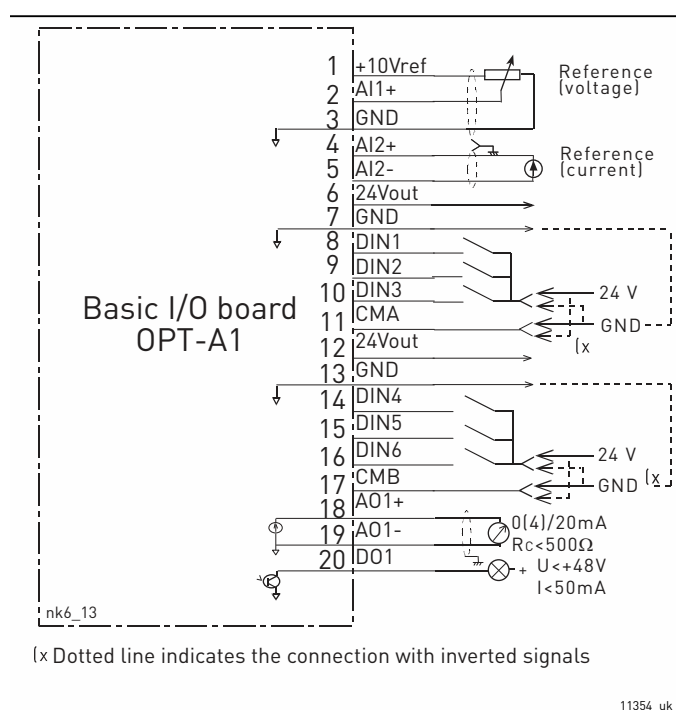 1 +10Vref
2 AI1+
3 GND
4 AI2+
5 AI2-
6 24Vout
7 GND
8 DIN1
9 DIN2
10 DIN3
11 CMA
12 24Vout
13 GND
14 DIN4
15 DIN5
16 DIN6
17 CMB
18 AO1+
19 AO1-
20 DO1
Basic I/O board
OPT-A1
nk6_13
Reference
(voltage)
Reference
(current)
24 V
GND
(x
24 V
GND (x
0(4)/20mA
Rc<500Ω
+ U<+48V
I<50mA
(x Dotted line indicates the connection with inverted signals
11354_uk